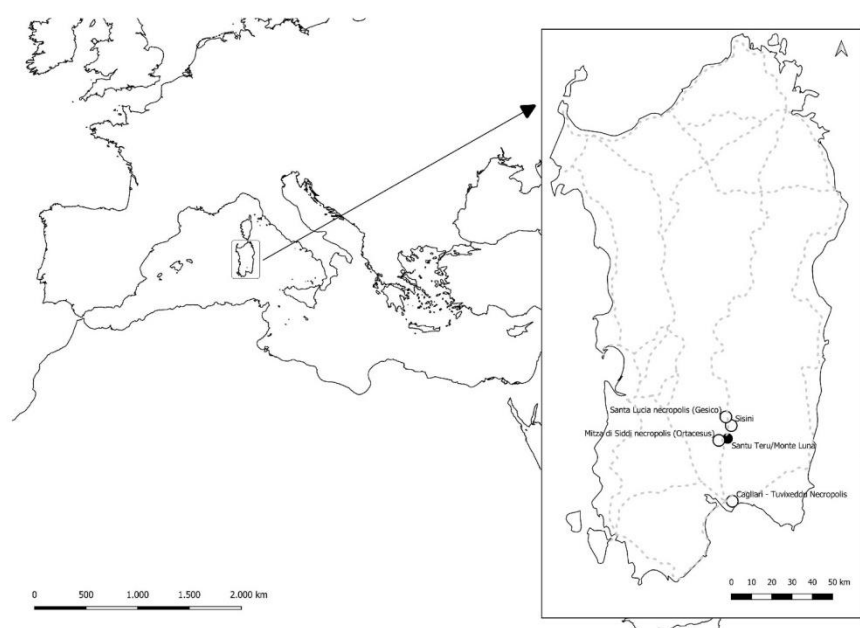 Santa Lucia necropolis (Gesico)
Sisini
Mitza di Siddi necropolis (Ortacesus)
Santu Teru/Monte Luna
Cagliari - Tuvixeddu Necropolis
0 500 1.000 1.500 2.000 km
0 10 20 30 40 50 km